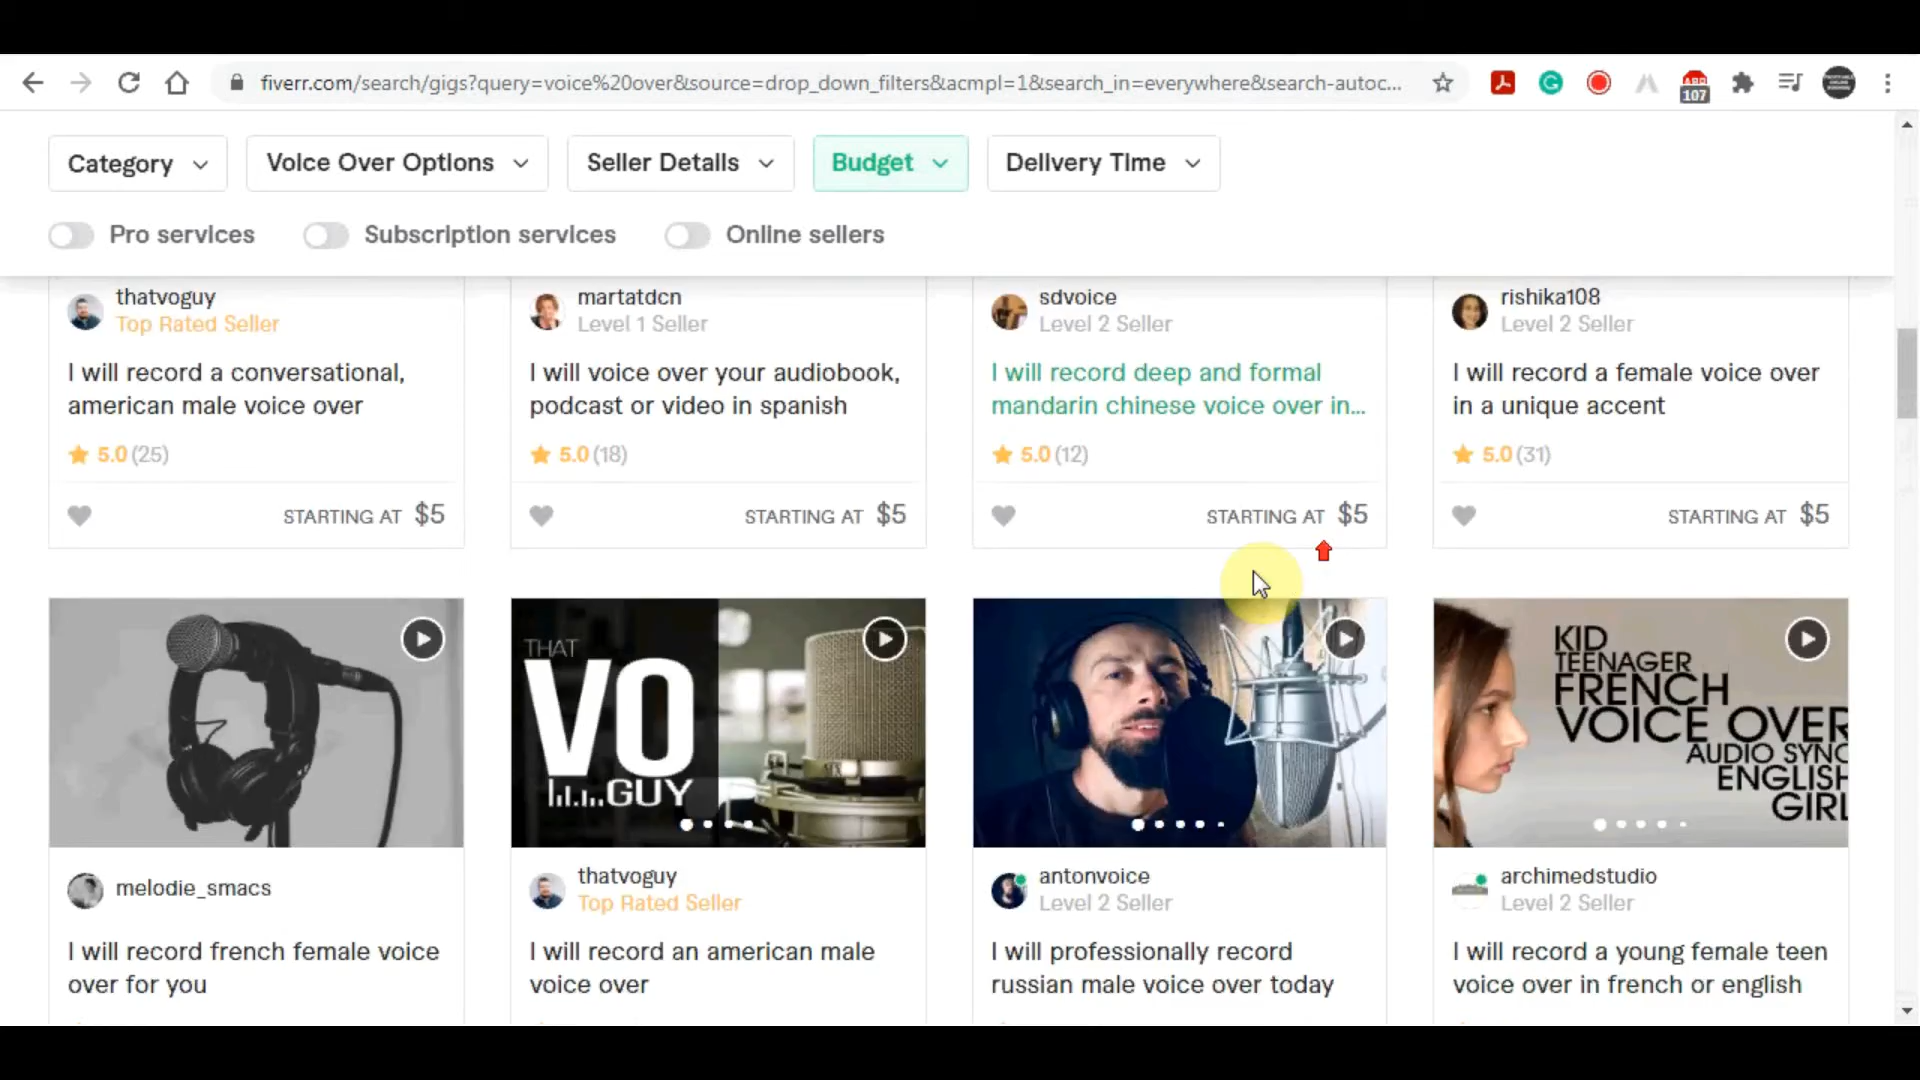 fiverr.com/search/gigs?query=voice%20over&source=drop_down_filters&acmpl=1&search_in=everywhere&search-autoc...
ABP
107
Category
Voice Over Options
Seller Details
Budget
Delivery Time
Pro services
Subscription services
Online sellers
thatvoguy
Top Rated Seller
I will record a conversational,
american male voice over
5.0 (25)
STARTING AT $5
martatdcn
Level 1 Seller
I will voice over your audiobook,
podcast or video in spanish
5.0 (18)
STARTING AT $5
sdvoice
Level 2 Seller
I will record deep and formal
mandarin chinese voice over in...
5.0 (12)
STARTING AT $5
rishika108
Level 2 Seller
I will record a female voice over
in a unique accent
5.0 (31)
STARTING AT $5
melodie_smacs
I will record french female voice
over for you
THAT
VO
GUY
thatvoguy
Top Rated Seller
I will record an american male
voice over
antonvoice
Level 2 Seller
I will professionally record
russian male voice over today
KID
TEENAGER
FRENCH
VOICE OVER
AUDIO SYNC
ENGLISH
GIRL
archimedstudio
Level 2 Seller
I will record a young female teen
voice over in french or english